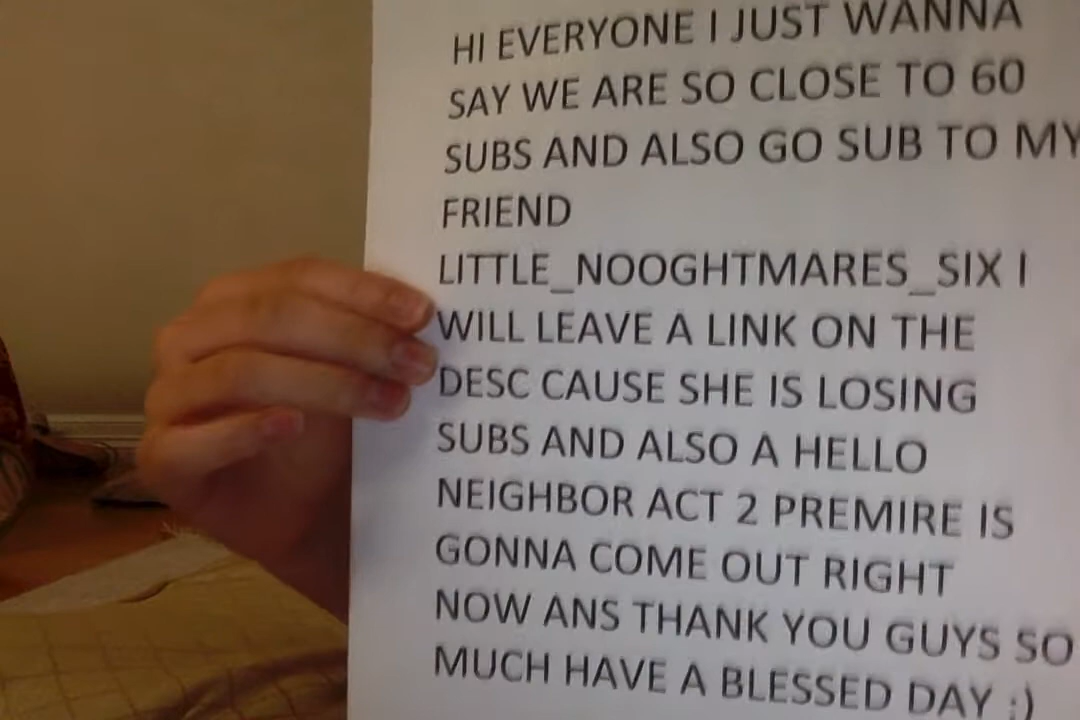 HI EVERYONE I JUST WANNA
SAY WE ARE SO CLOSE TO 60
SUBS AND ALSO GO SUB TO MY
FRIEND
LITTLE_NOOGHTMARES_SIX I
WILL LEAVE A LINK ON THE
DESC CAUSE SHE IS LOSING
SUBS AND ALSO A HELLO
NEIGHBOR ACT 2 PREMIRE IS
GONNA COME OUT RIGHT
NOW ANS THANK YOU GUYS SO
MUCH HAVE A BLESSED DAY :)